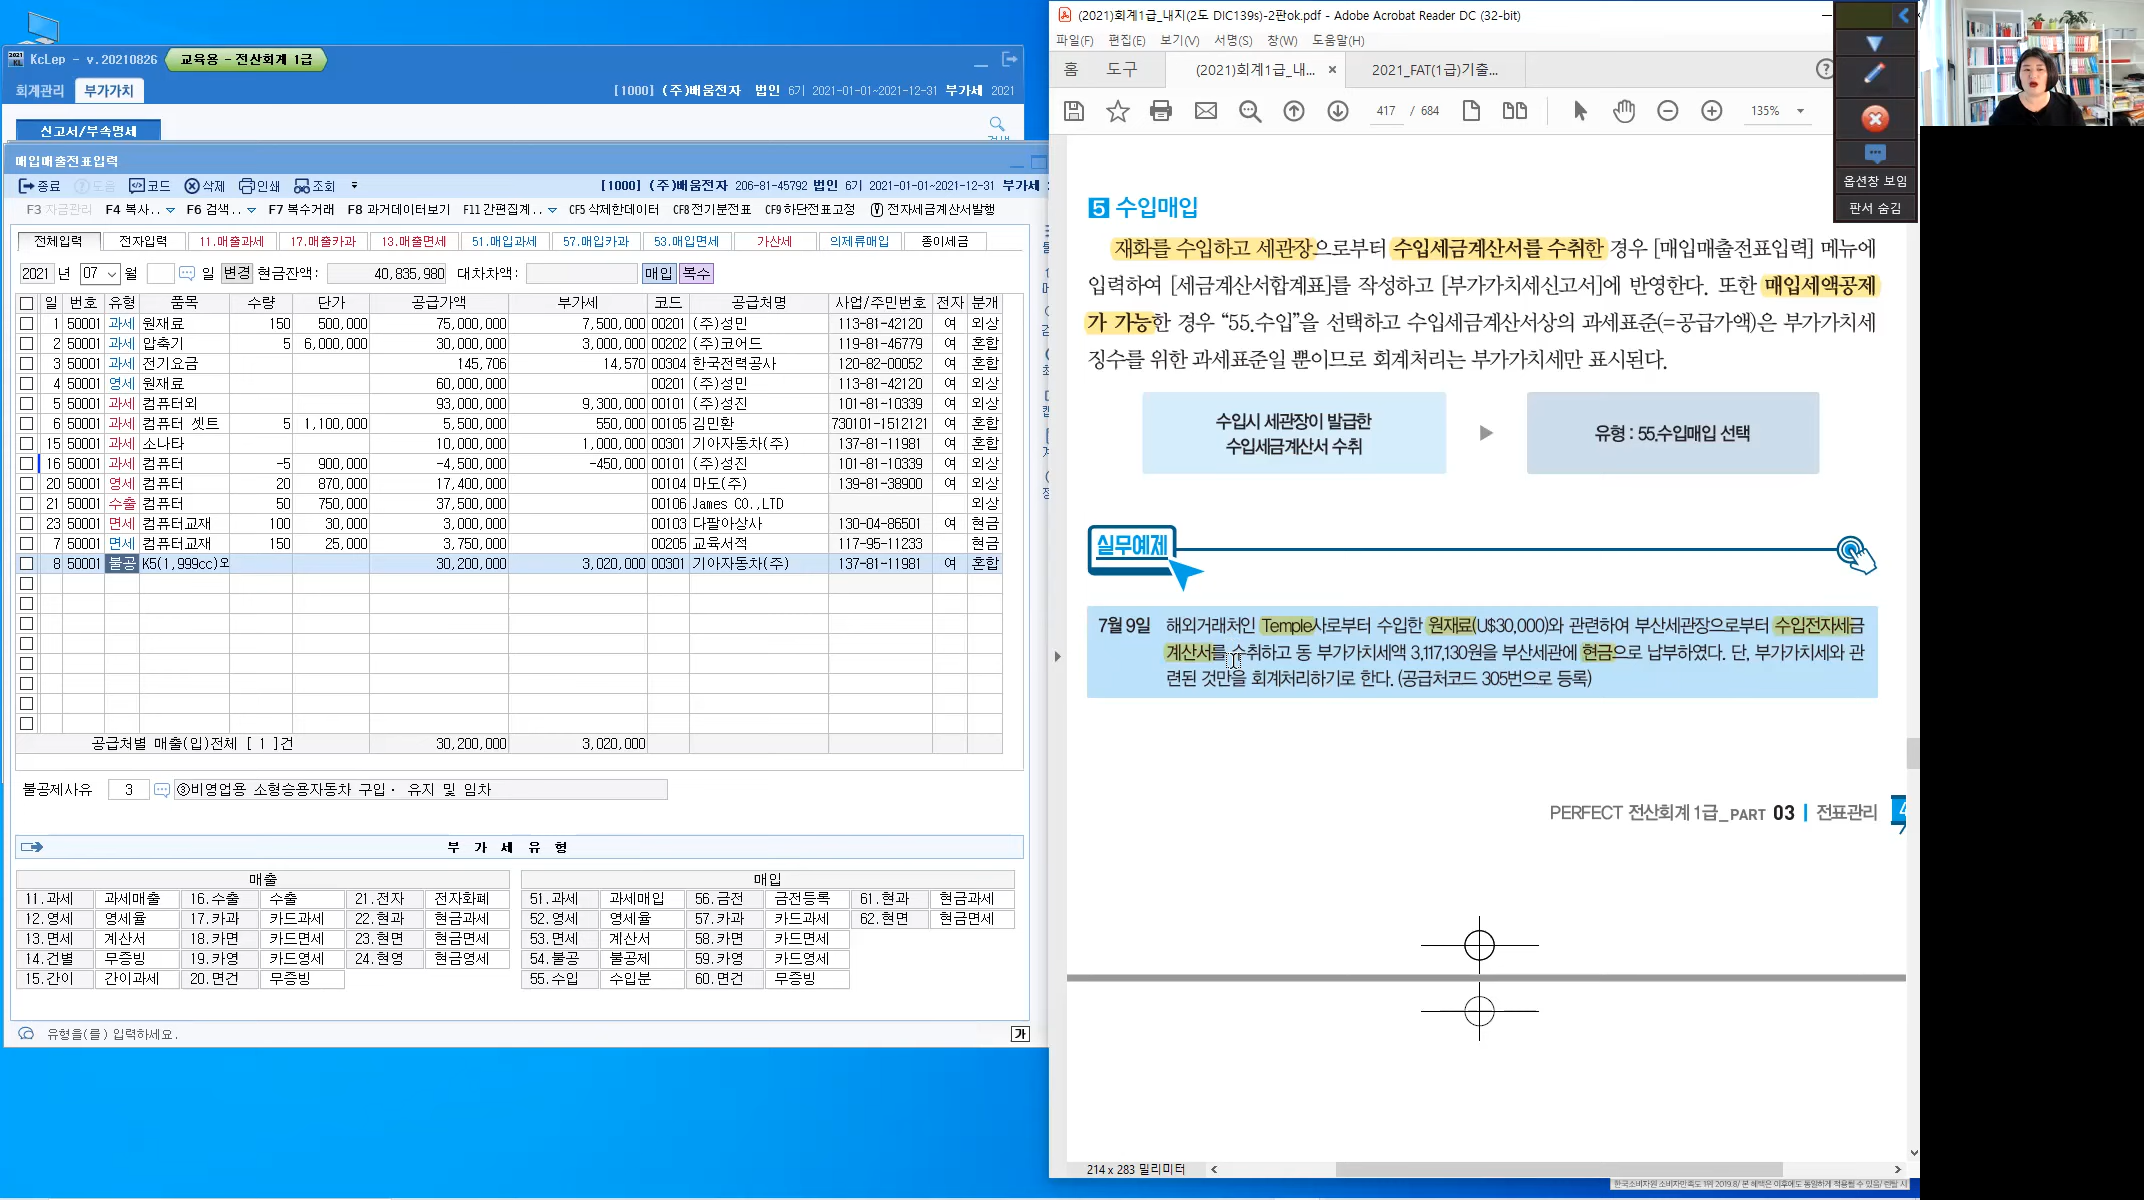 KcLep - v.20210826 교육용 - 전산회계 1급
회계관리 부가가치 [1000] (주)배움전자 법인 6기 2021-01-01~2021-12-31 부가세 2021
신고서/부속명세
매입매출전표입력
종료 도움 코드 삭제 인쇄 조회 [1000] (주)배움전자 206-81-45792 법인 6기 2021-01-01~2021-12-31 부가세
F3 자금관리 F4 복사.. F6 검색.. F7 복수거래 F8 과거데이터보기 F11 간편집계.. CF5 삭제한데이터 CF8 전기분전표 CF9 하단전표고정 전자세금계산서발행
전체입력 전자입력 11.매출과세 17.매출카과 13.매출면세 51.매입과세 57.매입카과 53.매입면세 가산세 의제류매입 종이세금
2021 년 07 월 일 변경 현금잔액: 40,835,980 대차차액: 매입 복수
일 번호 유형 품목 수량 단가 공급가액 부가세 코드 공급처명 사업/주민번호 전자 분개
1 50001 과세 원재료 150 500,000 75,000,000 7,500,000 00201 (주)성민 113-81-42120 여 외상
2 50001 과세 압축기 5 6,000,000 30,000,000 3,000,000 00202 (주)코어드 119-81-46779 여 혼합
3 50001 과세 전기요금 145,706 14,570 00304 한국전력공사 120-82-00052 여 혼합
4 50001 영세 원재료 60,000,000 00201 (주)성민 113-81-42120 여 외상
5 50001 과세 컴퓨터외 93,000,000 9,300,000 00101 (주)성진 101-81-10339 여 외상
6 50001 과세 컴퓨터 셋트 5 1,100,000 5,500,000 550,000 00105 김민환 730101-1512121 여 혼합
15 50001 과세 소나타 10,000,000 1,000,000 00301 기아자동차(주) 137-81-11981 여 혼합
16 50001 과세 컴퓨터 -5 900,000 -4,500,000 -450,000 00101 (주)성진 101-81-10339 여 외상
20 50001 영세 컴퓨터 20 870,000 17,400,000 00104 마도(주) 139-81-38900 여 외상
21 50001 수출 컴퓨터 50 750,000 37,500,000 00106 James CO.,LTD 외상
23 50001 면세 컴퓨터교재 100 30,000 3,000,000 00103 다팔아상사 130-04-86501 여 현금
7 50001 면세 컴퓨터교재 150 25,000 3,750,000 00205 교육서적 117-95-11233 현금
8 50001 불공 K5(1,999cc)외 30,200,000 3,020,000 00301 기아자동차(주) 137-81-11981 여 혼합
공급처별 매출(입)전체 [ 1 ]건 30,200,000 3,020,000
불공제사유 3 ③비영업용 소형승용자동차 구입· 유지 및 임차
부 가 세 유 형
매출
11.과세 과세매출 16.수출 수출 21.전자 전자화폐
12.영세 영세율 17.카과 카드과세 22.현과 현금과세
13.면세 계산서 18.카면 카드면세 23.현면 현금면세
14.건별 무증빙 19.카영 카드영세 24.현영 현금영세
15.간이 간이과세 20.면건 무증빙
매입
51.과세 과세매입 56.금전 금전등록 61.현과 현금과세
52.영세 영세율 57.카과 카드과세 62.현면 현금면세
53.면세 계산서 58.카면 카드면세
54.불공 불공제 59.카영 카드영세
55.수입 수입분 60.면건 무증빙
유형을(를) 입력하세요. 가
(2021)회계1급_내지(2도 DIC139s)-2판ok.pdf - Adobe Acrobat Reader DC (32-bit)
파일(F) 편집(E) 보기(V) 서명(S) 창(W) 도움말(H)
홈 도구 (2021)회계1급_내... × 2021_FAT(1급)기출...
417 / 684 135%
옵션창 보임
판서 숨김
5 수입매입
재화를 수입하고 세관장으로부터 수입세금계산서를 수취한 경우 [매입매출전표입력] 메뉴에
입력하여 [세금계산서합계표]를 작성하고 [부가가치세신고서]에 반영한다. 또한 매입세액공제
가 가능한 경우 “55.수입”을 선택하고 수입세금계산서상의 과세표준(=공급가액)은 부가가치세
징수를 위한 과세표준일 뿐이므로 회계처리는 부가가치세만 표시된다.
수입시 세관장이 발급한
수입세금계산서 수취
▶
유형 : 55.수입매입 선택
실무예제
7월 9일 해외거래처인 Temple사로부터 수입한 원재료(U$30,000)와 관련하여 부산세관장으로부터 수입전자세금
계산서를 수취하고 동 부가가치세액 3,117,130원을 부산세관에 현금으로 납부하였다. 단, 부가가치세와 관
련된 것만을 회계처리하기로 한다. (공급처코드 305번으로 등록)
PERFECT 전산회계 1급_PART 03 | 전표관리
214 x 283 밀리미터